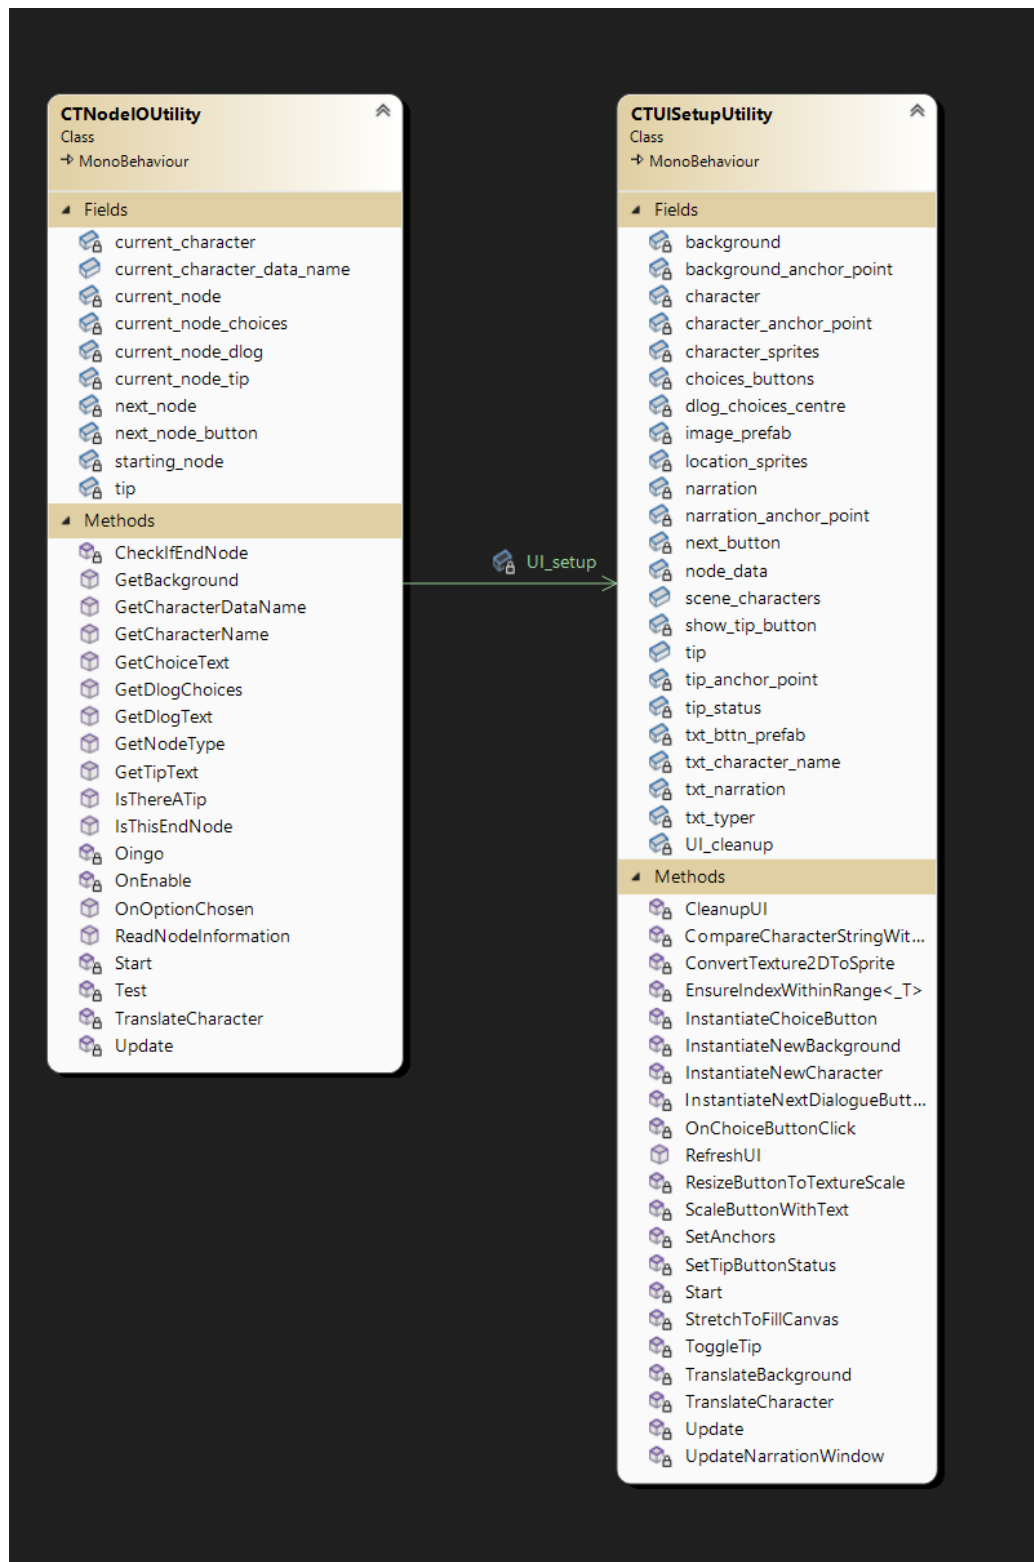 CTNodeIOUtility
Class
MonoBehaviour
Fields
current_character
current_character_data_name
current_node
current_node_choices
current_node_dlog
current_node_tip
next_node
next_node_button
starting_node
tip
Methods
CheckIfEndNode
GetBackground
GetCharacterDataName
GetCharacterName
GetChoiceText
GetDlogChoices
GetDlogText
GetNodeType
GetTipText
IsThereATip
IsThisEndNode
Oingo
OnEnable
OnOptionChosen
ReadNodeInformation
Start
Test
TranslateCharacter
Update
UI_setup
CTUISetupUtility
Class
MonoBehaviour
Fields
background
background_anchor_point
character
character_anchor_point
character_sprites
choices_buttons
dlog_choices_centre
image_prefab
location_sprites
narration
narration_anchor_point
next_button
node_data
scene_characters
show_tip_button
tip
tip_anchor_point
tip_status
txt_bttn_prefab
txt_character_name
txt_narration
txt_typer
UI_cleanup
Methods
CleanupUI
CompareCharacterStringWit...
ConvertTexture2DToSprite
EnsureIndexWithinRange<_T>
InstantiateChoiceButton
InstantiateNewBackground
InstantiateNewCharacter
InstantiateNextDialogueButt...
OnChoiceButtonClick
RefreshUI
ResizeButtonToTextureScale
ScaleButtonWithText
SetAnchors
SetTipButtonStatus
Start
StretchToFillCanvas
ToggleTip
TranslateBackground
TranslateCharacter
Update
UpdateNarrationWindow